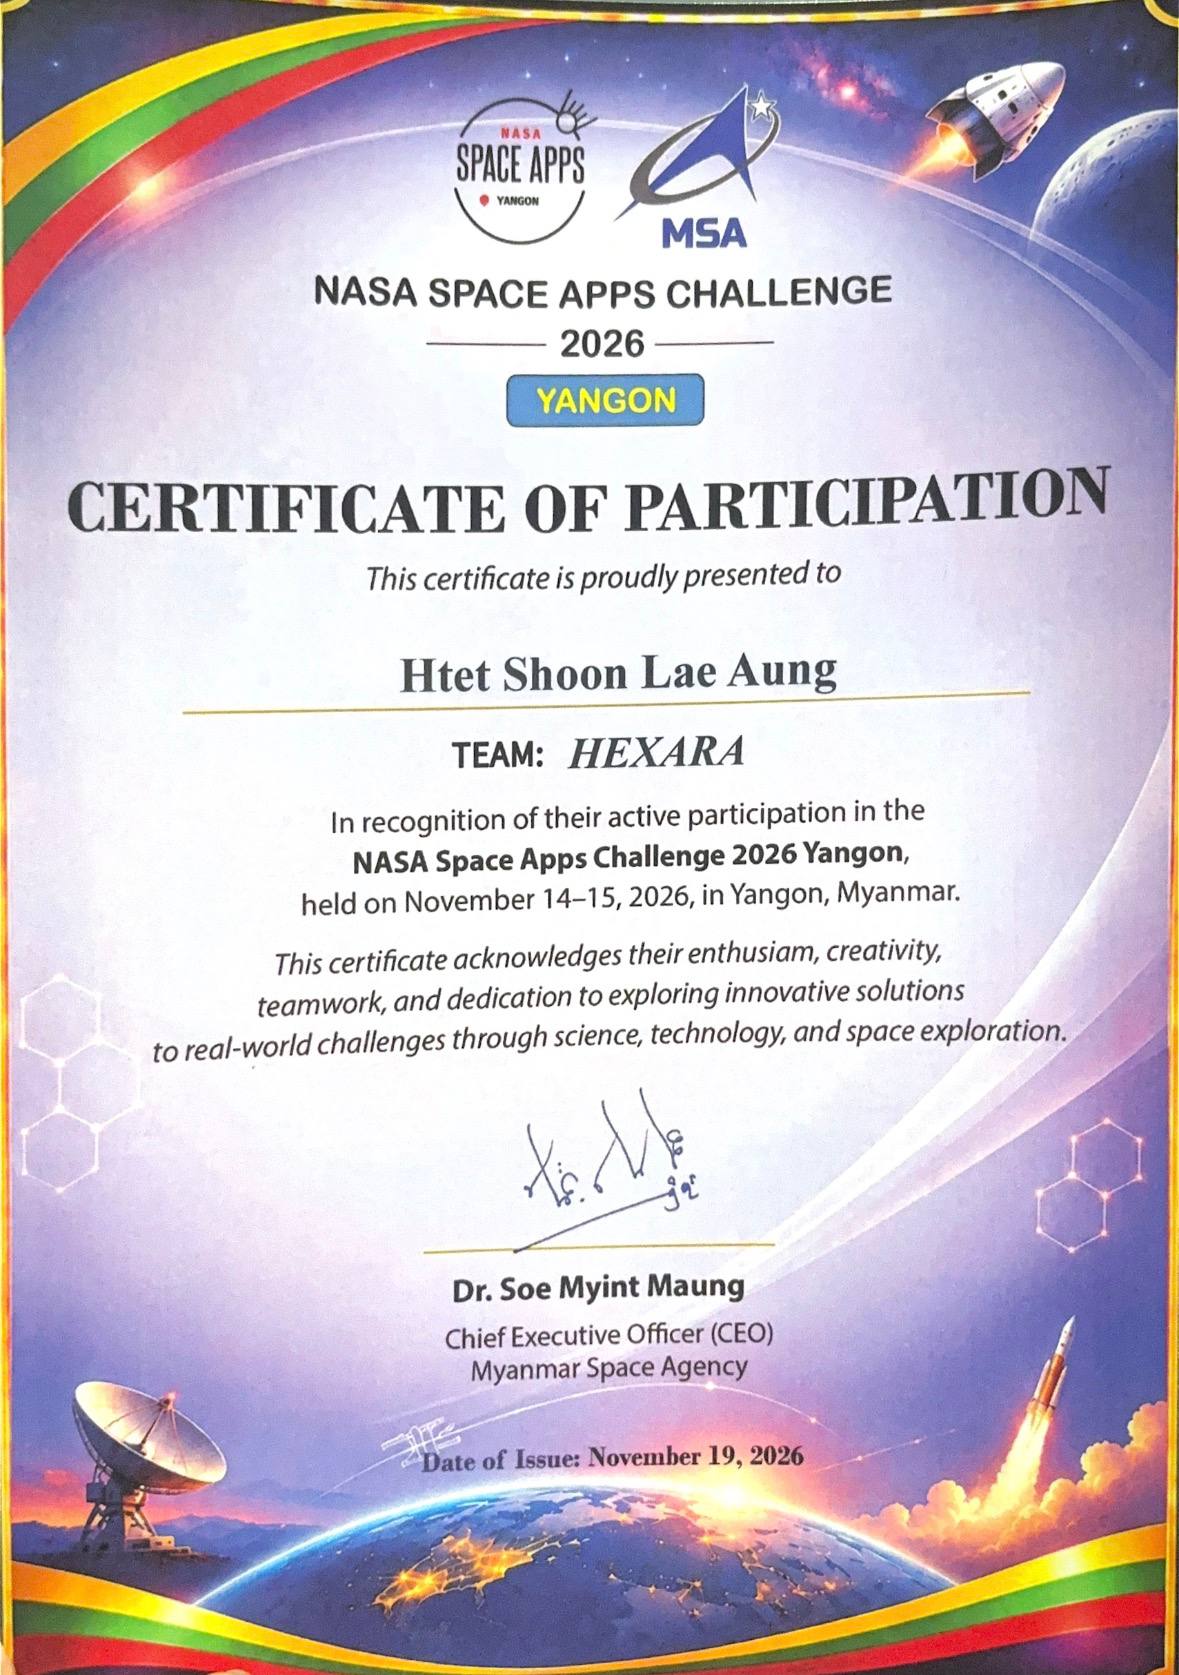 NASA
SPACE APPS
YANGON
MSA
NASA SPACE APPS CHALLENGE
2026
YANGON
CERTIFICATE OF PARTICIPATION
This certificate is proudly presented to
Htet Shoon Lae Aung
TEAM: HEXARA
In recognition of their active participation in the
NASA Space Apps Challenge 2026 Yangon,
held on November 14–15, 2026, in Yangon, Myanmar.
This certificate acknowledges their enthusiam, creativity,
teamwork, and dedication to exploring innovative solutions
to real-world challenges through science, technology, and space exploration.
Dr. Soe Myint Maung
Chief Executive Officer (CEO)
Myanmar Space Agency
Date of Issue: November 19, 2026